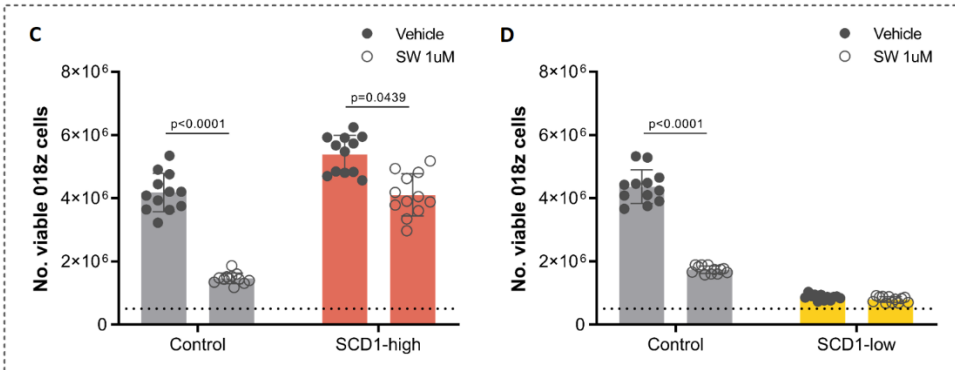 C
Vehicle
SW 1uM
No. viable 018z cells
8×10⁶
6×10⁶
4×10⁶
2×10⁶
0
p<0.0001
p=0.0439
Control
SCD1-high
D
Vehicle
SW 1uM
No. viable 018z cells
8×10⁶
6×10⁶
4×10⁶
2×10⁶
0
p<0.0001
Control
SCD1-low